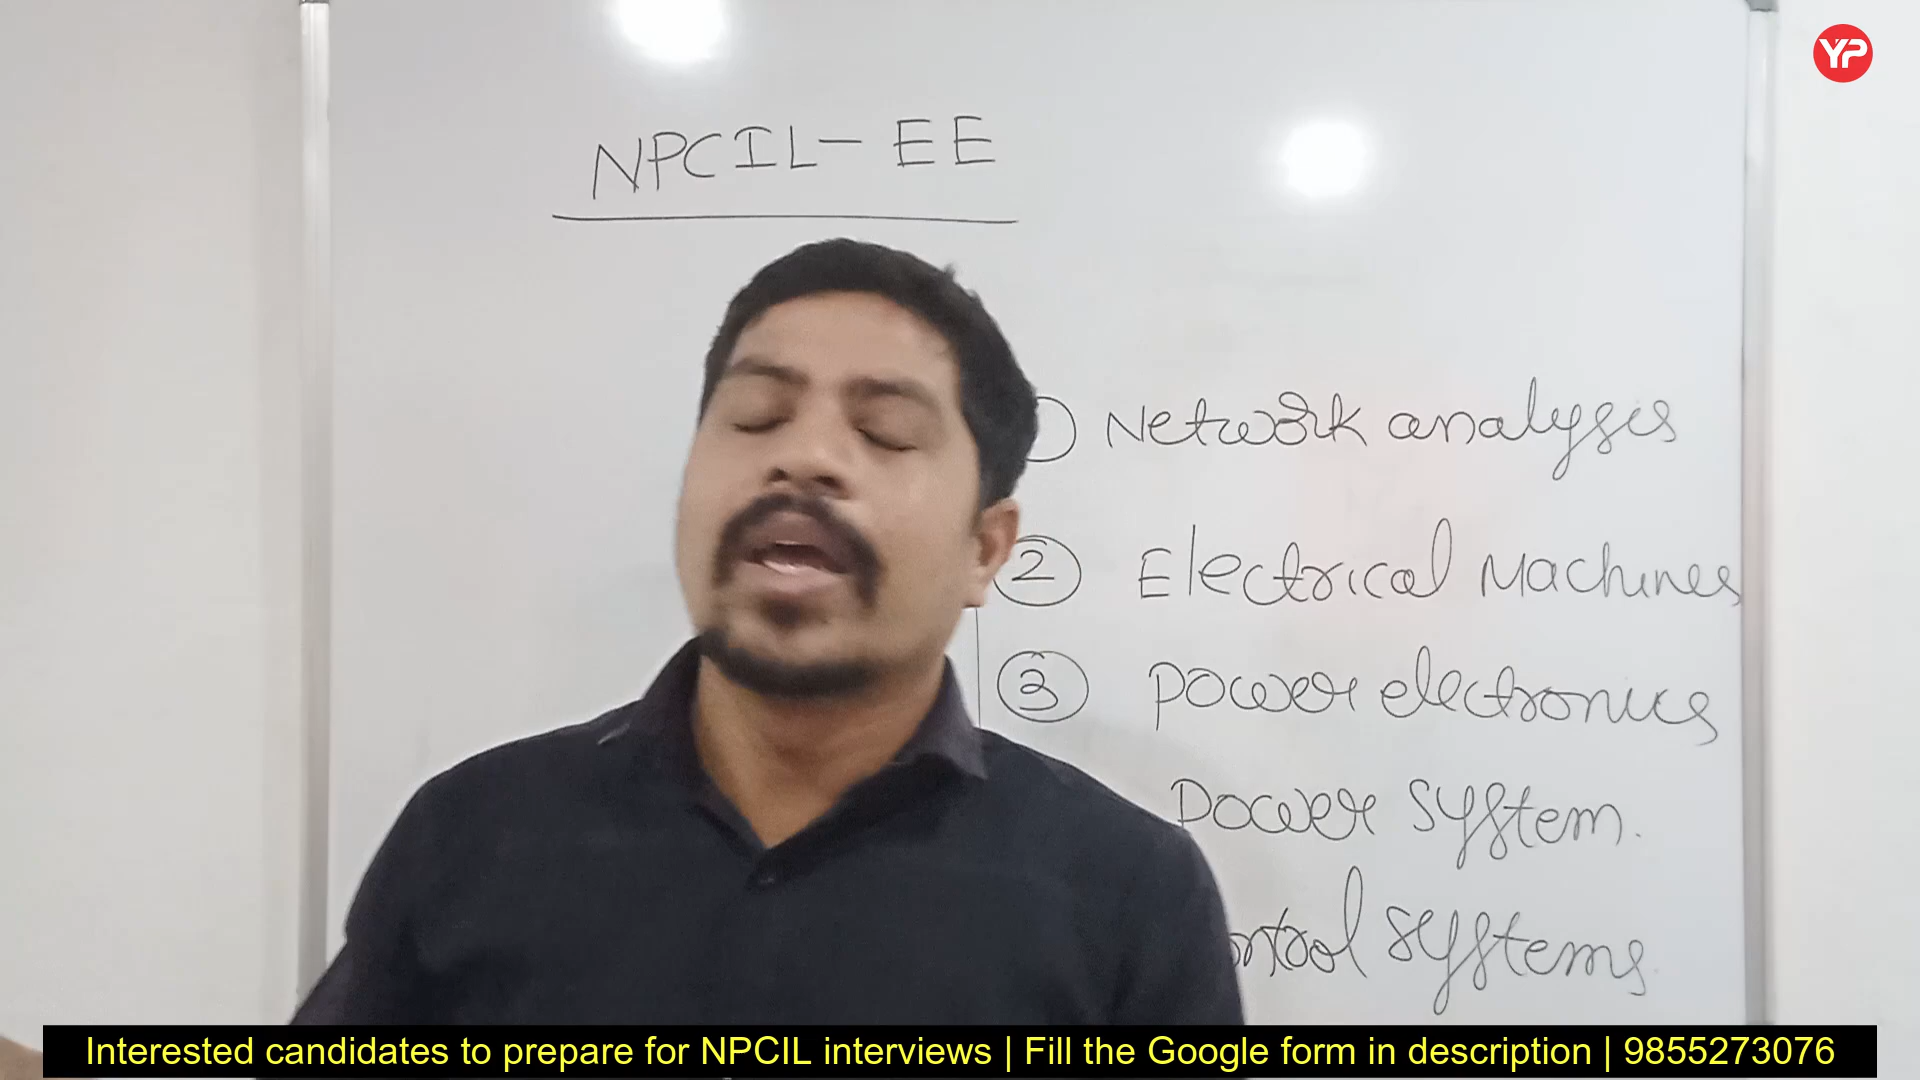 YP
NPCIL - EE
Network analysis
2 Electrical Machines
3 power electronics
Power system.
ntrol systems
Interested candidates to prepare for NPCIL interviews | Fill the Google form in description | 9855273076